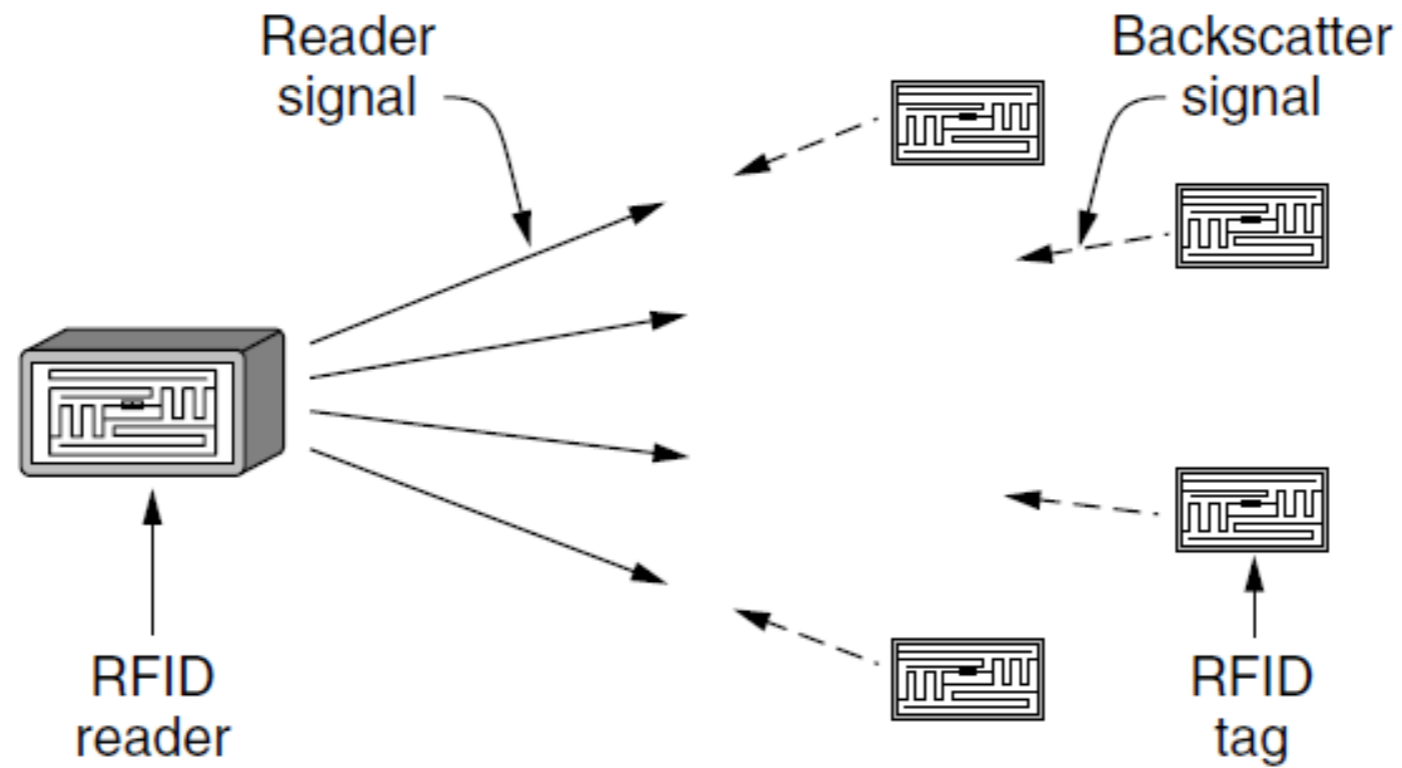 Reader
signal
Backscatter
signal
RFID
reader
RFID
tag